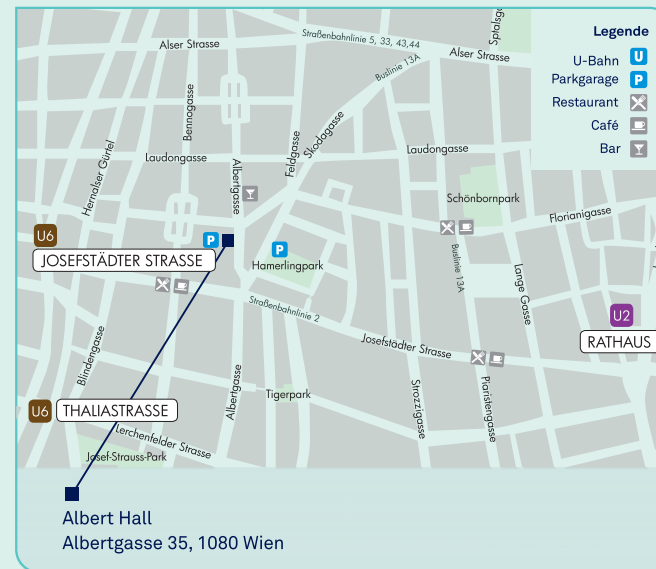 Alser Strasse
Straßenbahnlinie 5, 33, 43,44
Alser Strasse
Buslinie 13A
Legende
U-Bahn U
Parkgarage P
Restaurant
Café
Bar
Bennogasse
Hernalser Gürtel
Laudongasse
Albertgasse
Feldgasse
Skodagasse
Laudongasse
Schönbornpark
Florianigasse
U6
JOSEFSTÄDTER STRASSE
P
P
Hamerlingpark
Buslinie 13A
Lange Gasse
U2
RATHAUS
Straßenbahnlinie 2
Josefstädter Strasse
Blindengasse
Albertgasse
Tigerpark
Strozzigasse
Piaristengasse
U6
THALIASTRASSE
Lerchenfelder Strasse
Josef-Strauss-Park
Albert Hall
Albertgasse 35, 1080 Wien